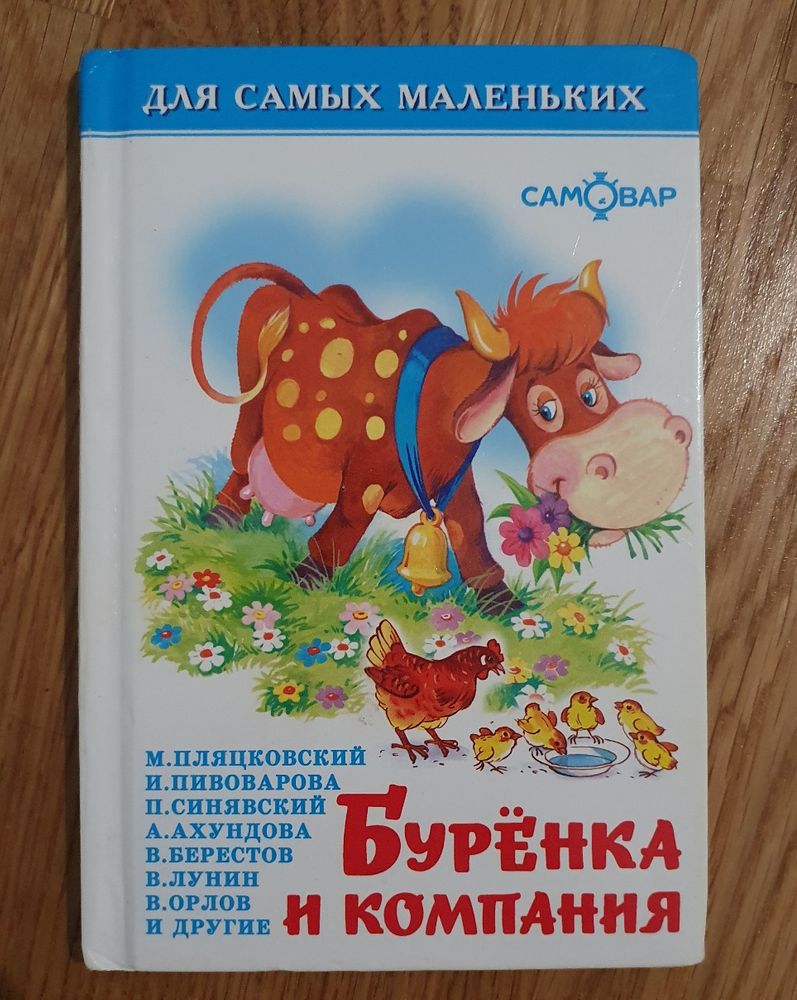 ДЛЯ САМЫХ МАЛЕНЬКИХ
САМОВАР
М.ПЛЯЦКОВСКИЙ
И.ПИВОВАРОВА
П.СИНЯВСКИЙ
А.АХУНДОВА
В.БЕРЕСТОВ
В.ЛУНИН
В.ОРЛОВ
И ДРУГИЕ
БУРЁНКА
И КОМПАНИЯ